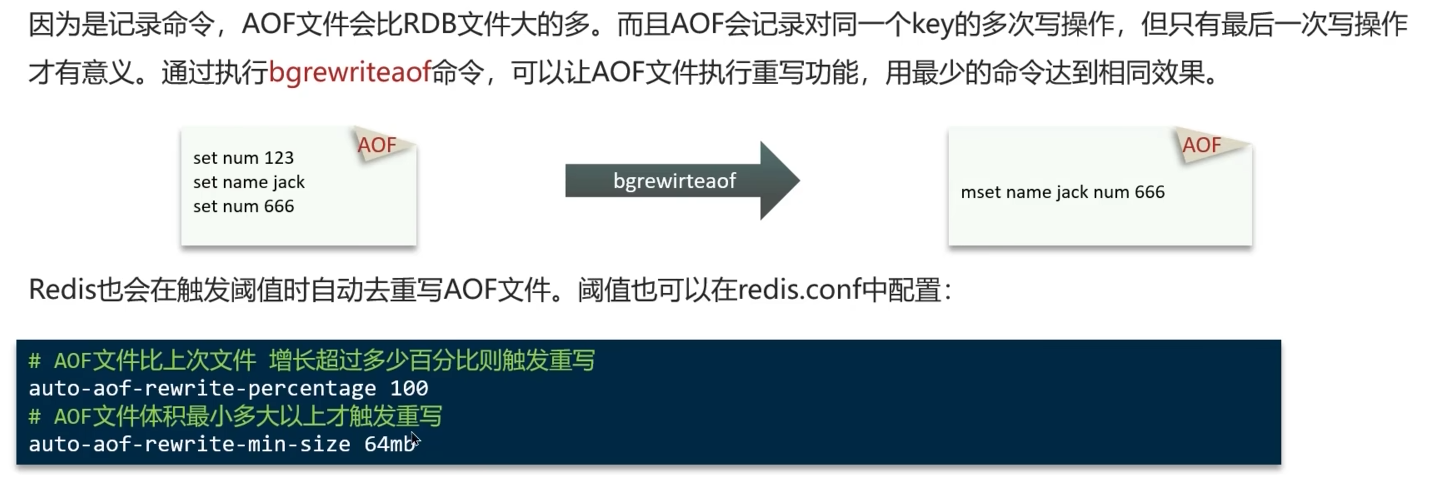 因为是记录命令，AOF文件会比RDB文件大的多。而且AOF会记录对同一个key的多次写操作，但只有最后一次写操作
才有意义。通过执行bgrewriteaof命令，可以让AOF文件执行重写功能，用最少的命令达到相同效果。
AOF
set num 123
set name jack
set num 666
bgrewirteaof
AOF
mset name jack num 666
Redis也会在触发阈值时自动去重写AOF文件。阈值也可以在redis.conf中配置：
# AOF文件比上次文件 增长超过多少百分比则触发重写
auto-aof-rewrite-percentage 100
# AOF文件体积最小多大以上才触发重写
auto-aof-rewrite-min-size 64mb